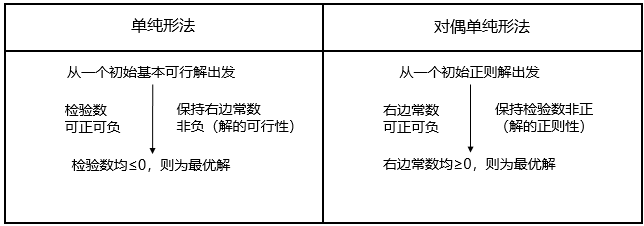 单纯形法
对偶单纯形法
从一个初始基本可行解出发
检验数
可正可负
保持右边常数
非负（解的可行性）
检验数均≤0，则为最优解
从一个初始正则解出发
右边常数
可正可负
保持检验数非正
（解的正则性）
右边常数均≥0，则为最优解